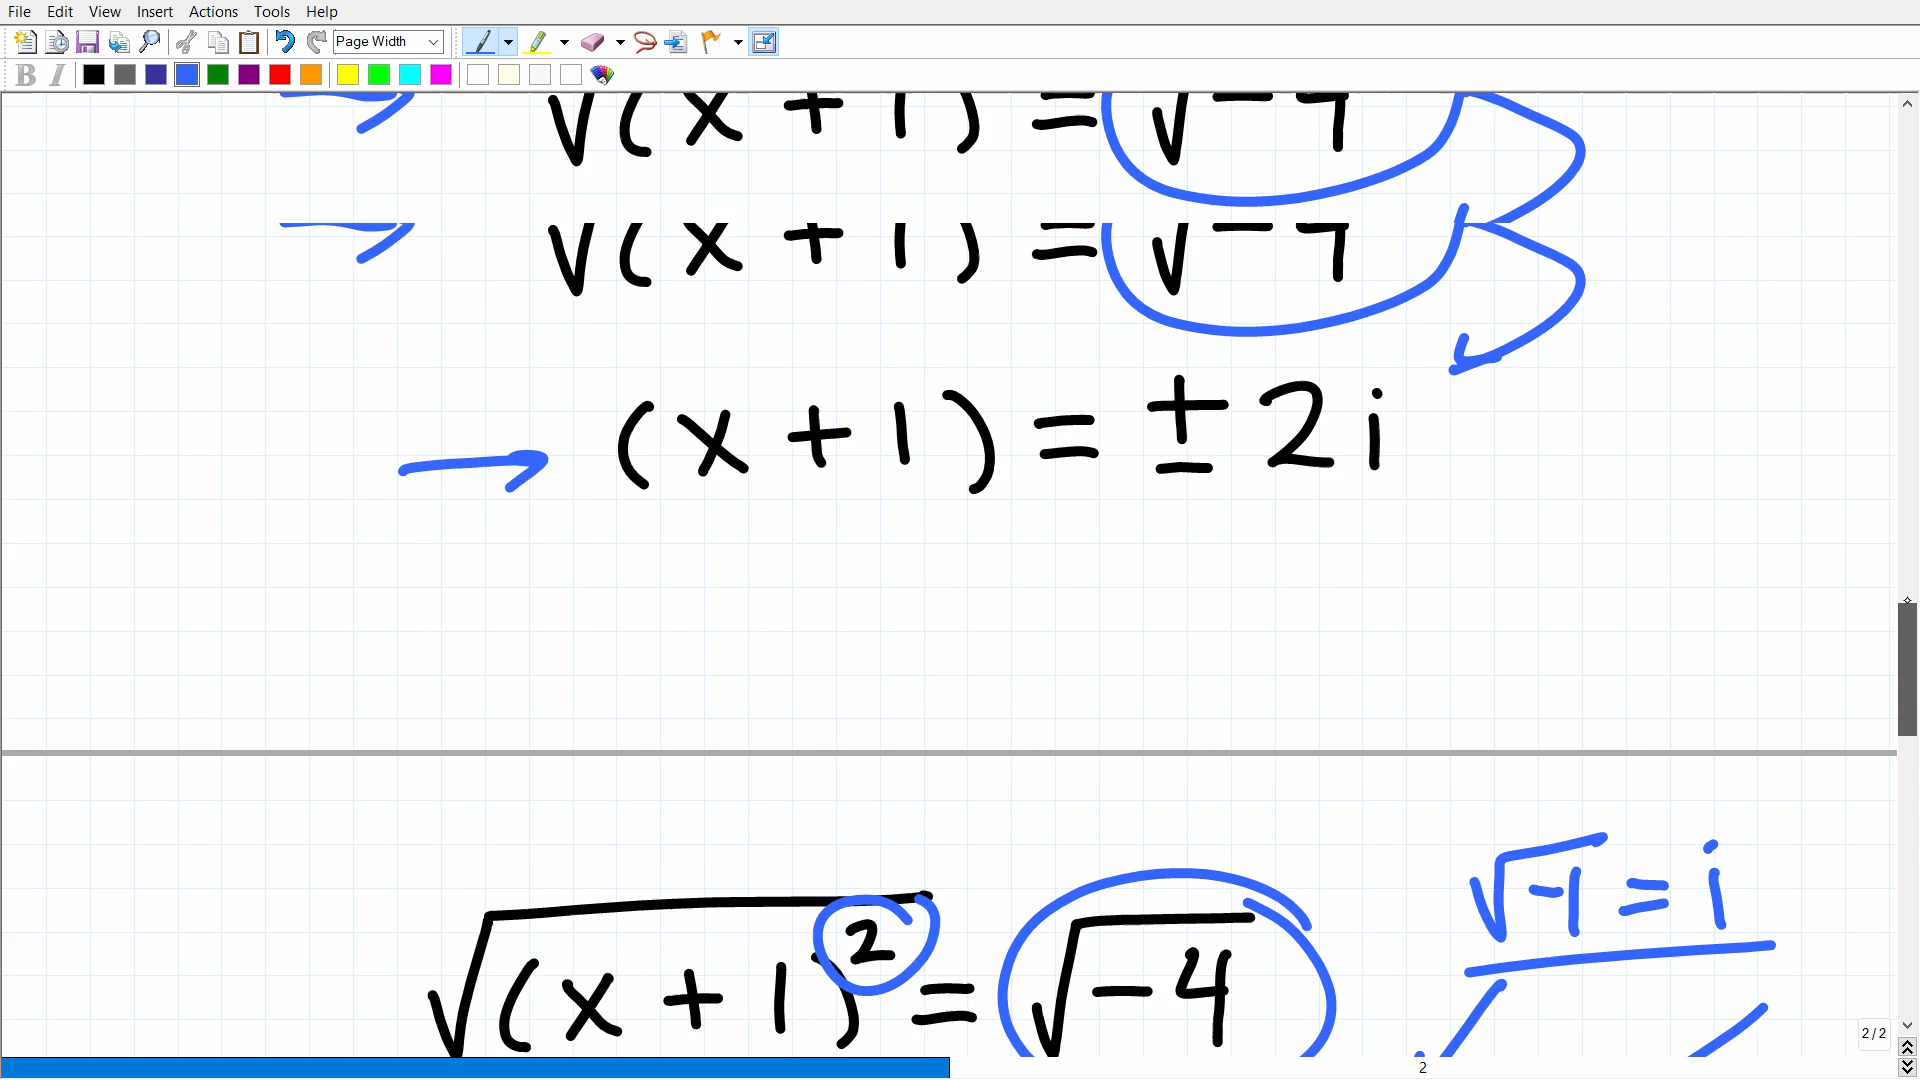 File Edit View Insert Actions Tools Help
Page Width
B I
√(x + 1) = √-4
√(x + 1) = √-4
(x + 1) = ± 2i
√-1 = i
√(x + 1)² = √-4
2 / 2
2